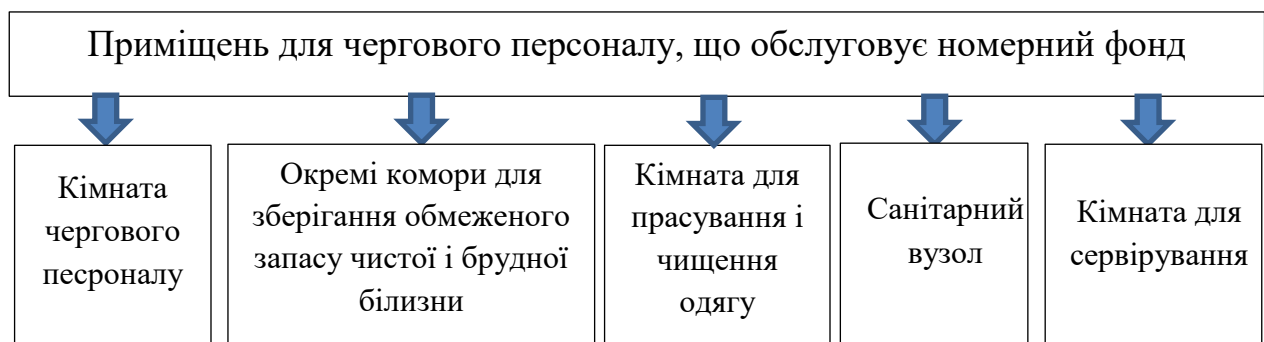 Приміщень для чергового персоналу, що обслуговує номерний фонд
Кімната
чергового
песроналу
Окремі комори для
зберігання обмеженого
запасу чистої і брудної
білизни
Кімната для
прасування і
чищення
одягу
Санітарний
вузол
Кімната для
сервірування